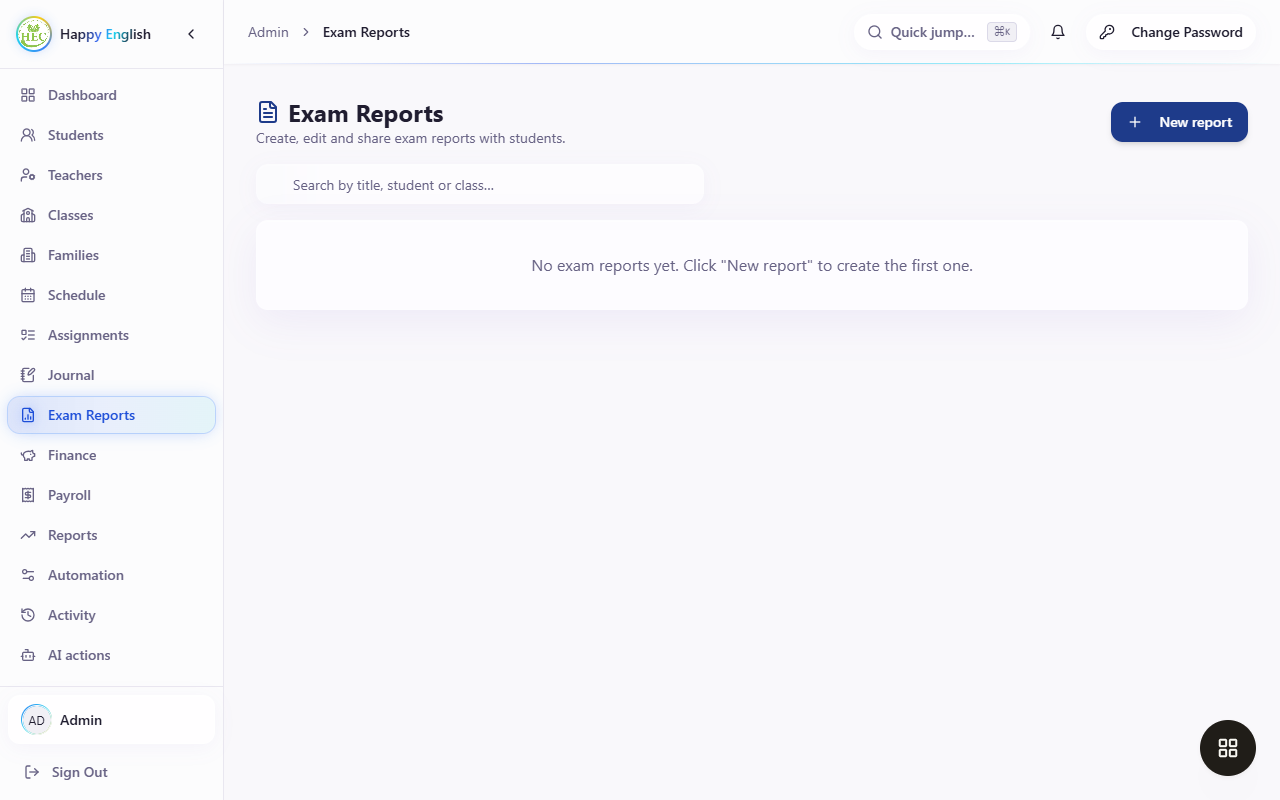 HEC
Happy English
Admin
Exam Reports
Quick jump...
⌘K
Change Password
Dashboard
Students
Teachers
Classes
Families
Schedule
Assignments
Journal
Exam Reports
Finance
Payroll
Reports
Automation
Activity
AI actions
AD
Admin
Sign Out
Exam Reports
Create, edit and share exam reports with students.
New report
Search by title, student or class...
No exam reports yet. Click "New report" to create the first one.